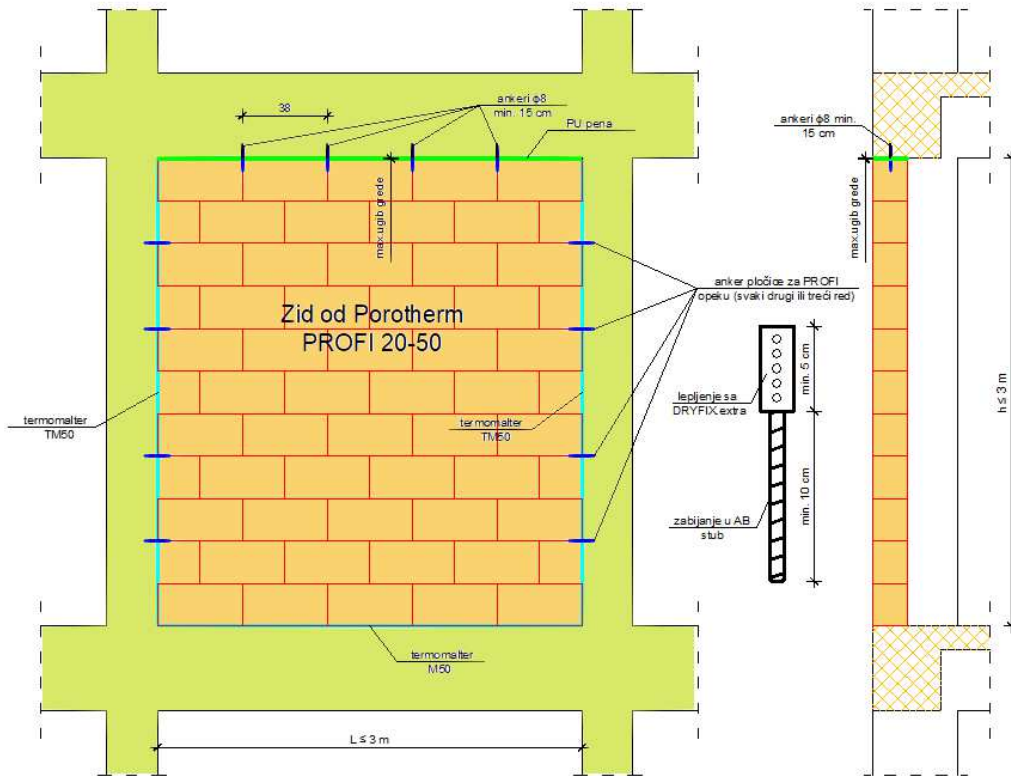 38
ankeri ϕ8
min. 15 cm
PU pena
max.ugib grede
anker pločice za PROFI
opeku (svaki drugi ili treći red)
Zid od Porotherm
PROFI 20-50
termomalter
TM50
termomalter
TM50
termomalter
M50
L ≤ 3 m
lepljenje sa
DRYFIX.extra
min. 5 cm
zabijanje u AB
stub
min. 10 cm
ankeri ϕ8 min.
15 cm
max.ugib grede
h ≤ 3 m